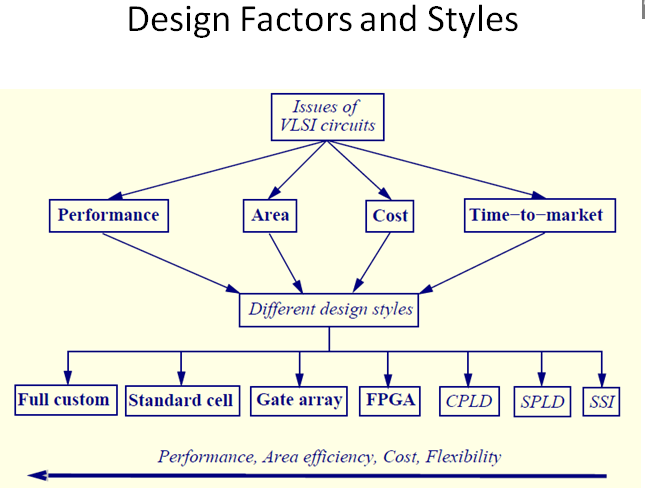 Design Factors and Styles
Issues of
VLSI circuits
Performance
Area
Cost
Time−to−market
Different design styles
Full custom
Standard cell
Gate array
FPGA
CPLD
SPLD
SSI
Performance, Area efficiency, Cost, Flexibility